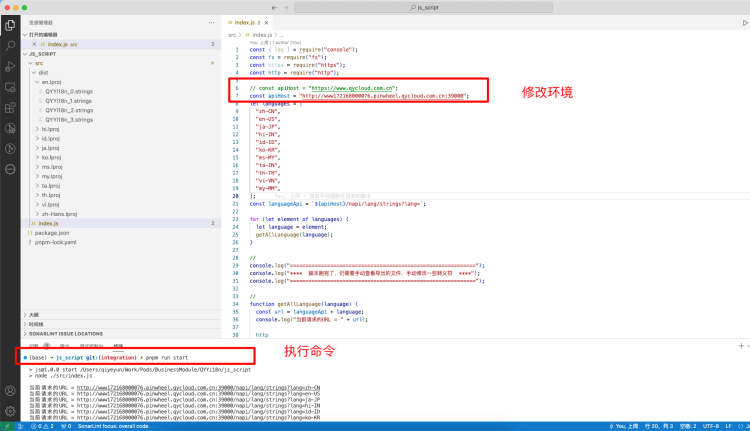 js_script
资源管理器
打开的编辑器
index.js src
2
JS_SCRIPT
src
dist
en.lproj
QYYI18n_0.strings
QYYI18n_1.strings
QYYI18n_2.strings
QYYI18n_3.strings
hi.lproj
id.lproj
ja.lproj
ko.lproj
ms.lproj
my.lproj
ta.lproj
th.lproj
vi.lproj
zh-Hans.lproj
index.js
2
package.json
pnpm-lock.yaml
大纲
时间线
SONARLINT ISSUE LOCATIONS
index.js 2
src > index.js > ...
You, 上周 | 1 author (You)
1 const { log } = require("console");
2 const fs = require("fs");
3 const https = require("https");
4 const http = require("http");
5
6 // const apiHost = "https://www.qycloud.com.cn";
7 const apiHost = "http://www172168000076.pinwheel.qycloud.com.cn:39000";
修改环境
8 let languages = [
9 "zh-CN",
10 "en-US",
11 "ja-JP",
12 "hi-IN",
13 "id-ID",
14 "ko-KR",
15 "ms-MY",
16 "ta-IN",
17 "th-TH",
18 "vi-VN",
19 "my-MM",
20 ];
21 const languageApi = `${apiHost}/napi/lang/strings?lang=`;
22
23 for (let element of languages) {
24 let language = element;
25 getAllLanguage(language);
26 }
27
28 //
29 console.log("============================================================");
30 console.log("**** 脚本跑完了，仍需要手动查看导出的文件，手动修改一些转义符 ****");
31 console.log("============================================================");
32
33 //
34 function getAllLanguage(language) {
35 const url = languageApi + language;
36 console.log("当前请求的URL = " + url);
37
38 http
执行命令
(base) → js_script git:(integration) ✗ pnpm run start
> js@1.0.0 start /Users/qiyeyun/Work/Pods/BusinessModule/QYYI18n/js_script
> node ./src/index.js
当前请求的URL = http://www172168000076.pinwheel.qycloud.com.cn:39000/napi/lang/strings?lang=zh-CN
当前请求的URL = http://www172168000076.pinwheel.qycloud.com.cn:39000/napi/lang/strings?lang=en-US
当前请求的URL = http://www172168000076.pinwheel.qycloud.com.cn:39000/napi/lang/strings?lang=ja-JP
当前请求的URL = http://www172168000076.pinwheel.qycloud.com.cn:39000/napi/lang/strings?lang=hi-IN
当前请求的URL = http://www172168000076.pinwheel.qycloud.com.cn:39000/napi/lang/strings?lang=id-ID
当前请求的URL = http://www172168000076.pinwheel.qycloud.com.cn:39000/napi/lang/strings?lang=ko-KR
0 0 2 0 SonarLint focus: overall code
You, 上周 行 20，列 3 空格: 2 UTF-8 LF